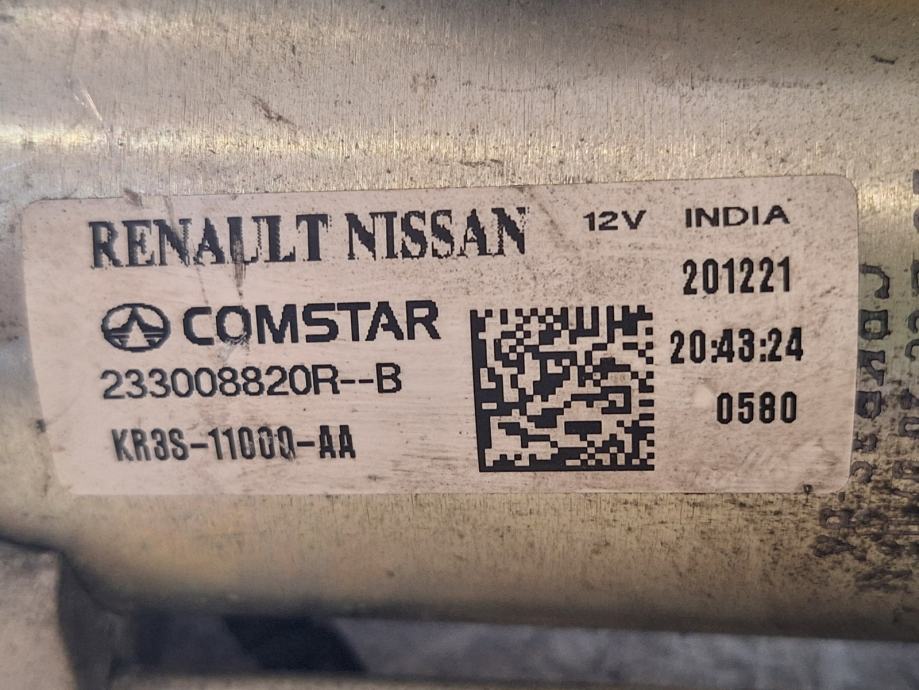 RENAULT NISSAN 12V INDIA
201221
COMSTAR
20:43:24
233008820R--B
0580
KR3S-11000-AA